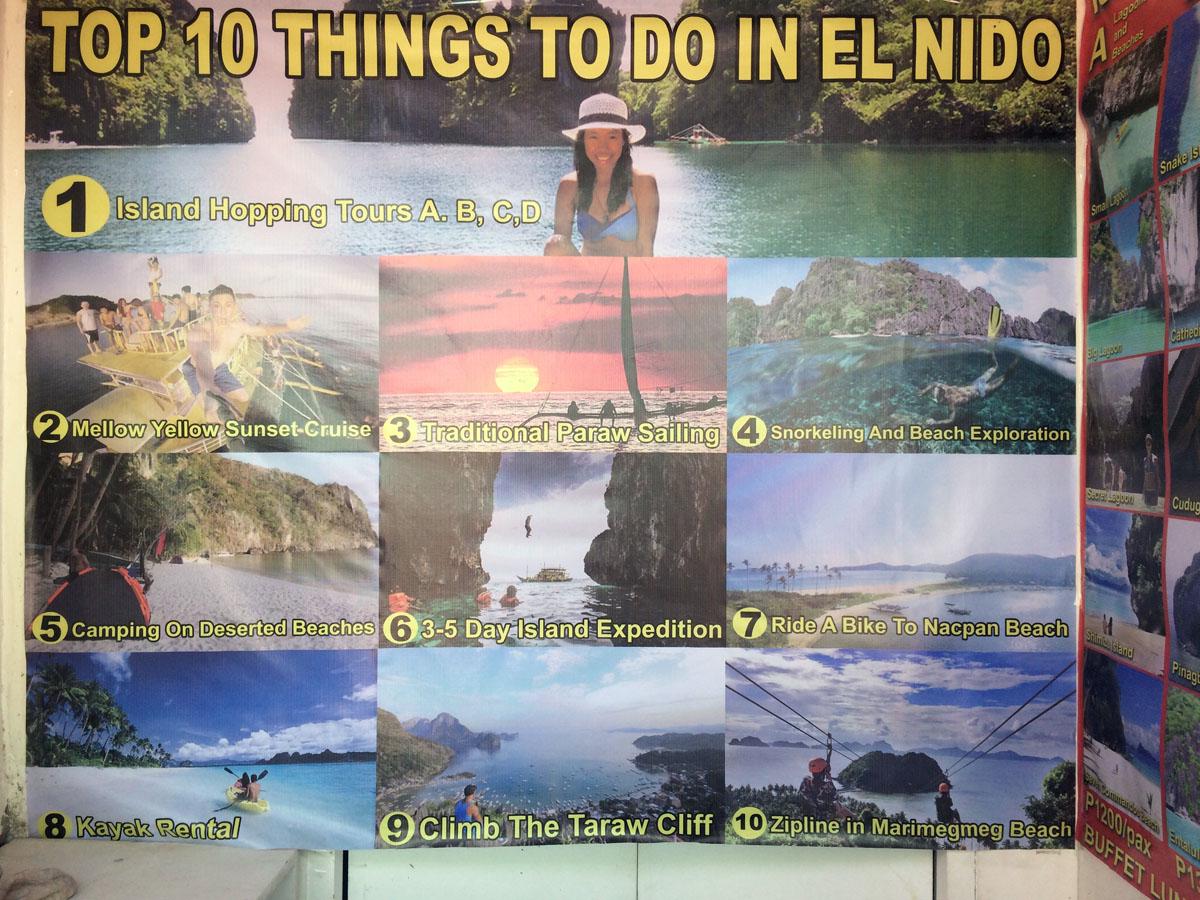 TOP 10 THINGS TO DO IN EL NIDO
1 Island Hopping Tours A. B, C,D
2 Mellow Yellow Sunset Cruise
3 Traditional Paraw Sailing
4 Snorkeling And Beach Exploration
5 Camping On Deserted Beaches
6 3-5 Day Island Expedition
7 Ride A Bike To Nacpan Beach
8 Kayak Rental
9 Climb The Taraw Cliff
10 Zipline in Marimegmeg Beach
A
Lagoons
and
Beaches
Small Lagoon
Big Lagoon
Secret Lagoon
Shimizu Island
P1200/pax
BUFFET